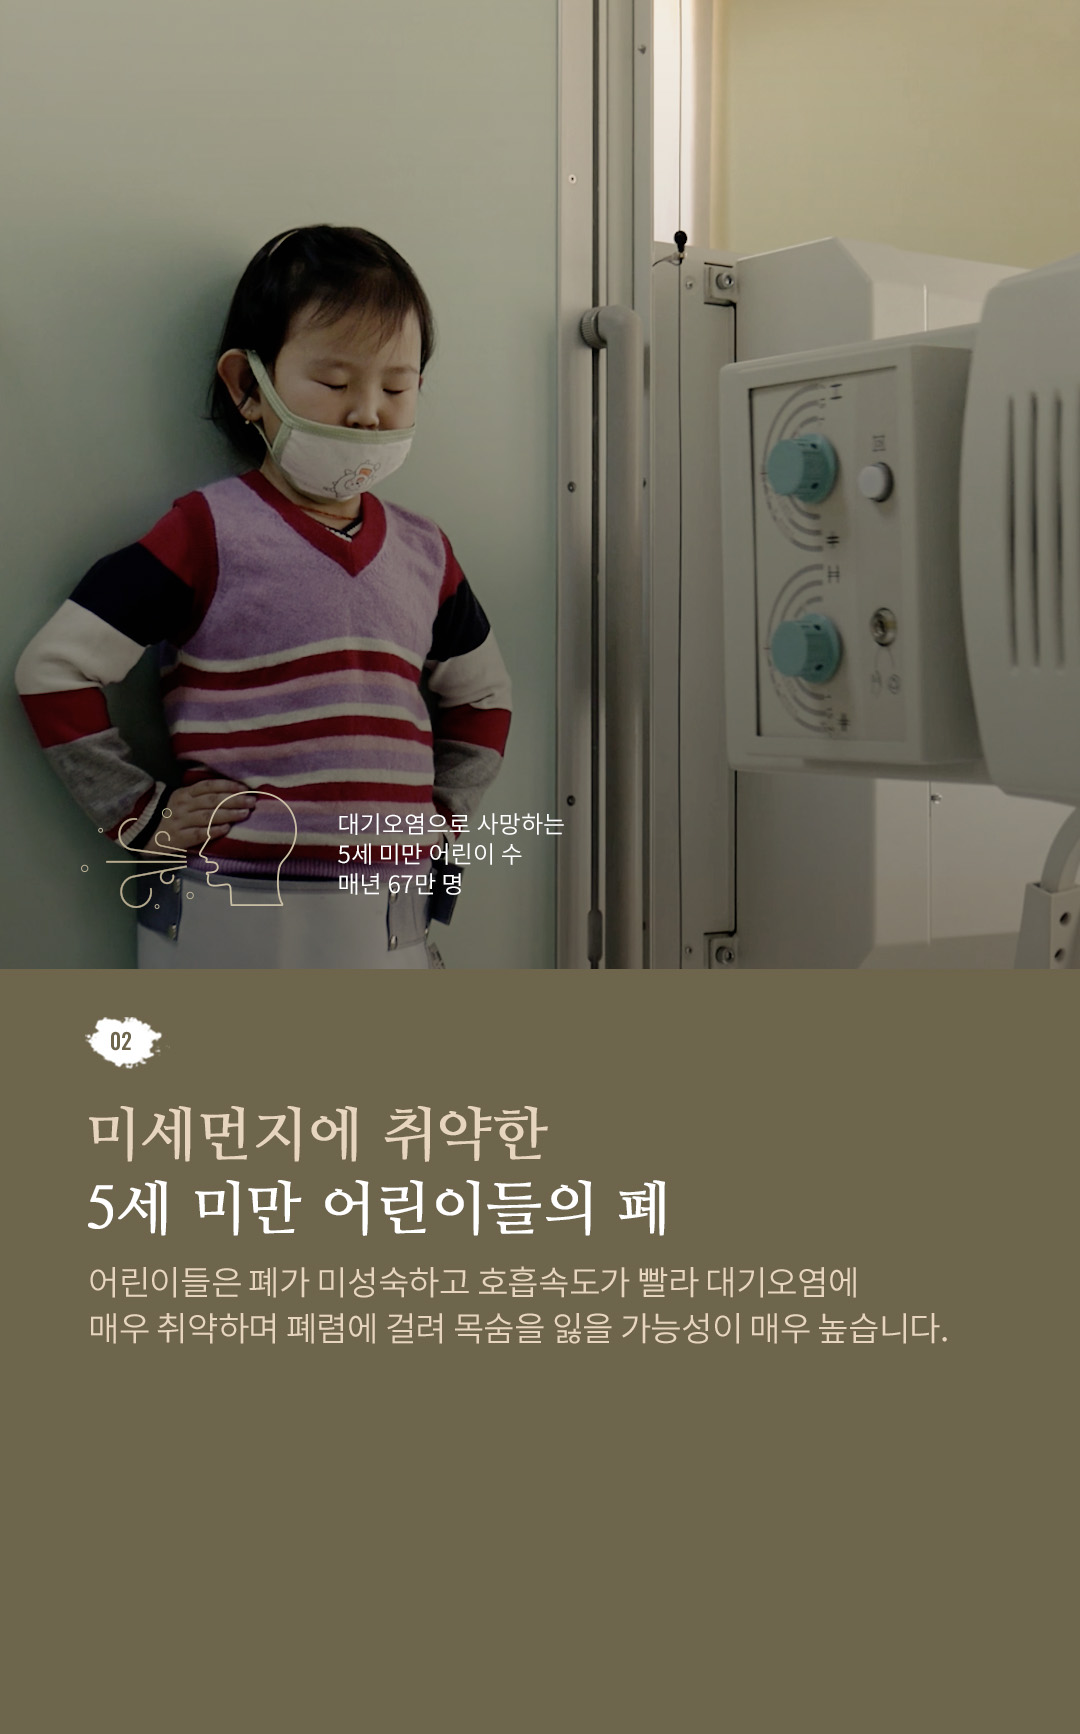 대기오염으로 사망하는
5세 미만 어린이 수
매년 67만 명
02
미세먼지에 취약한
5세 미만 어린이들의 폐
어린이들은 폐가 미성숙하고 호흡속도가 빨라 대기오염에
매우 취약하며 폐렴에 걸려 목숨을 잃을 가능성이 매우 높습니다.